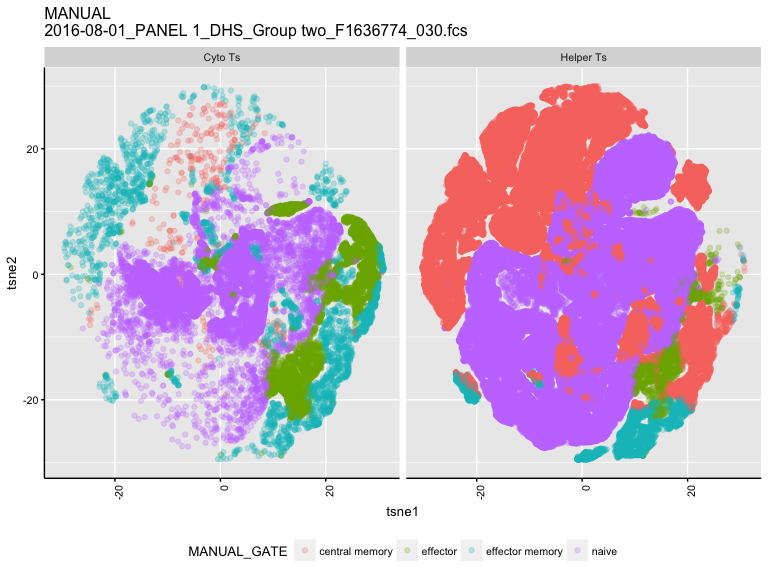 MANUAL
2016-08-01_PANEL 1_DHS_Group two_F1636774_030.fcs
Cyto Ts
Helper Ts
tsne2
20
0
-20
-20
0
20
-20
0
20
tsne1
MANUAL_GATE
central memory
effector
effector memory
naive